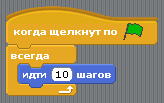 когда щелкнут по
всегда
идти 10 шагов